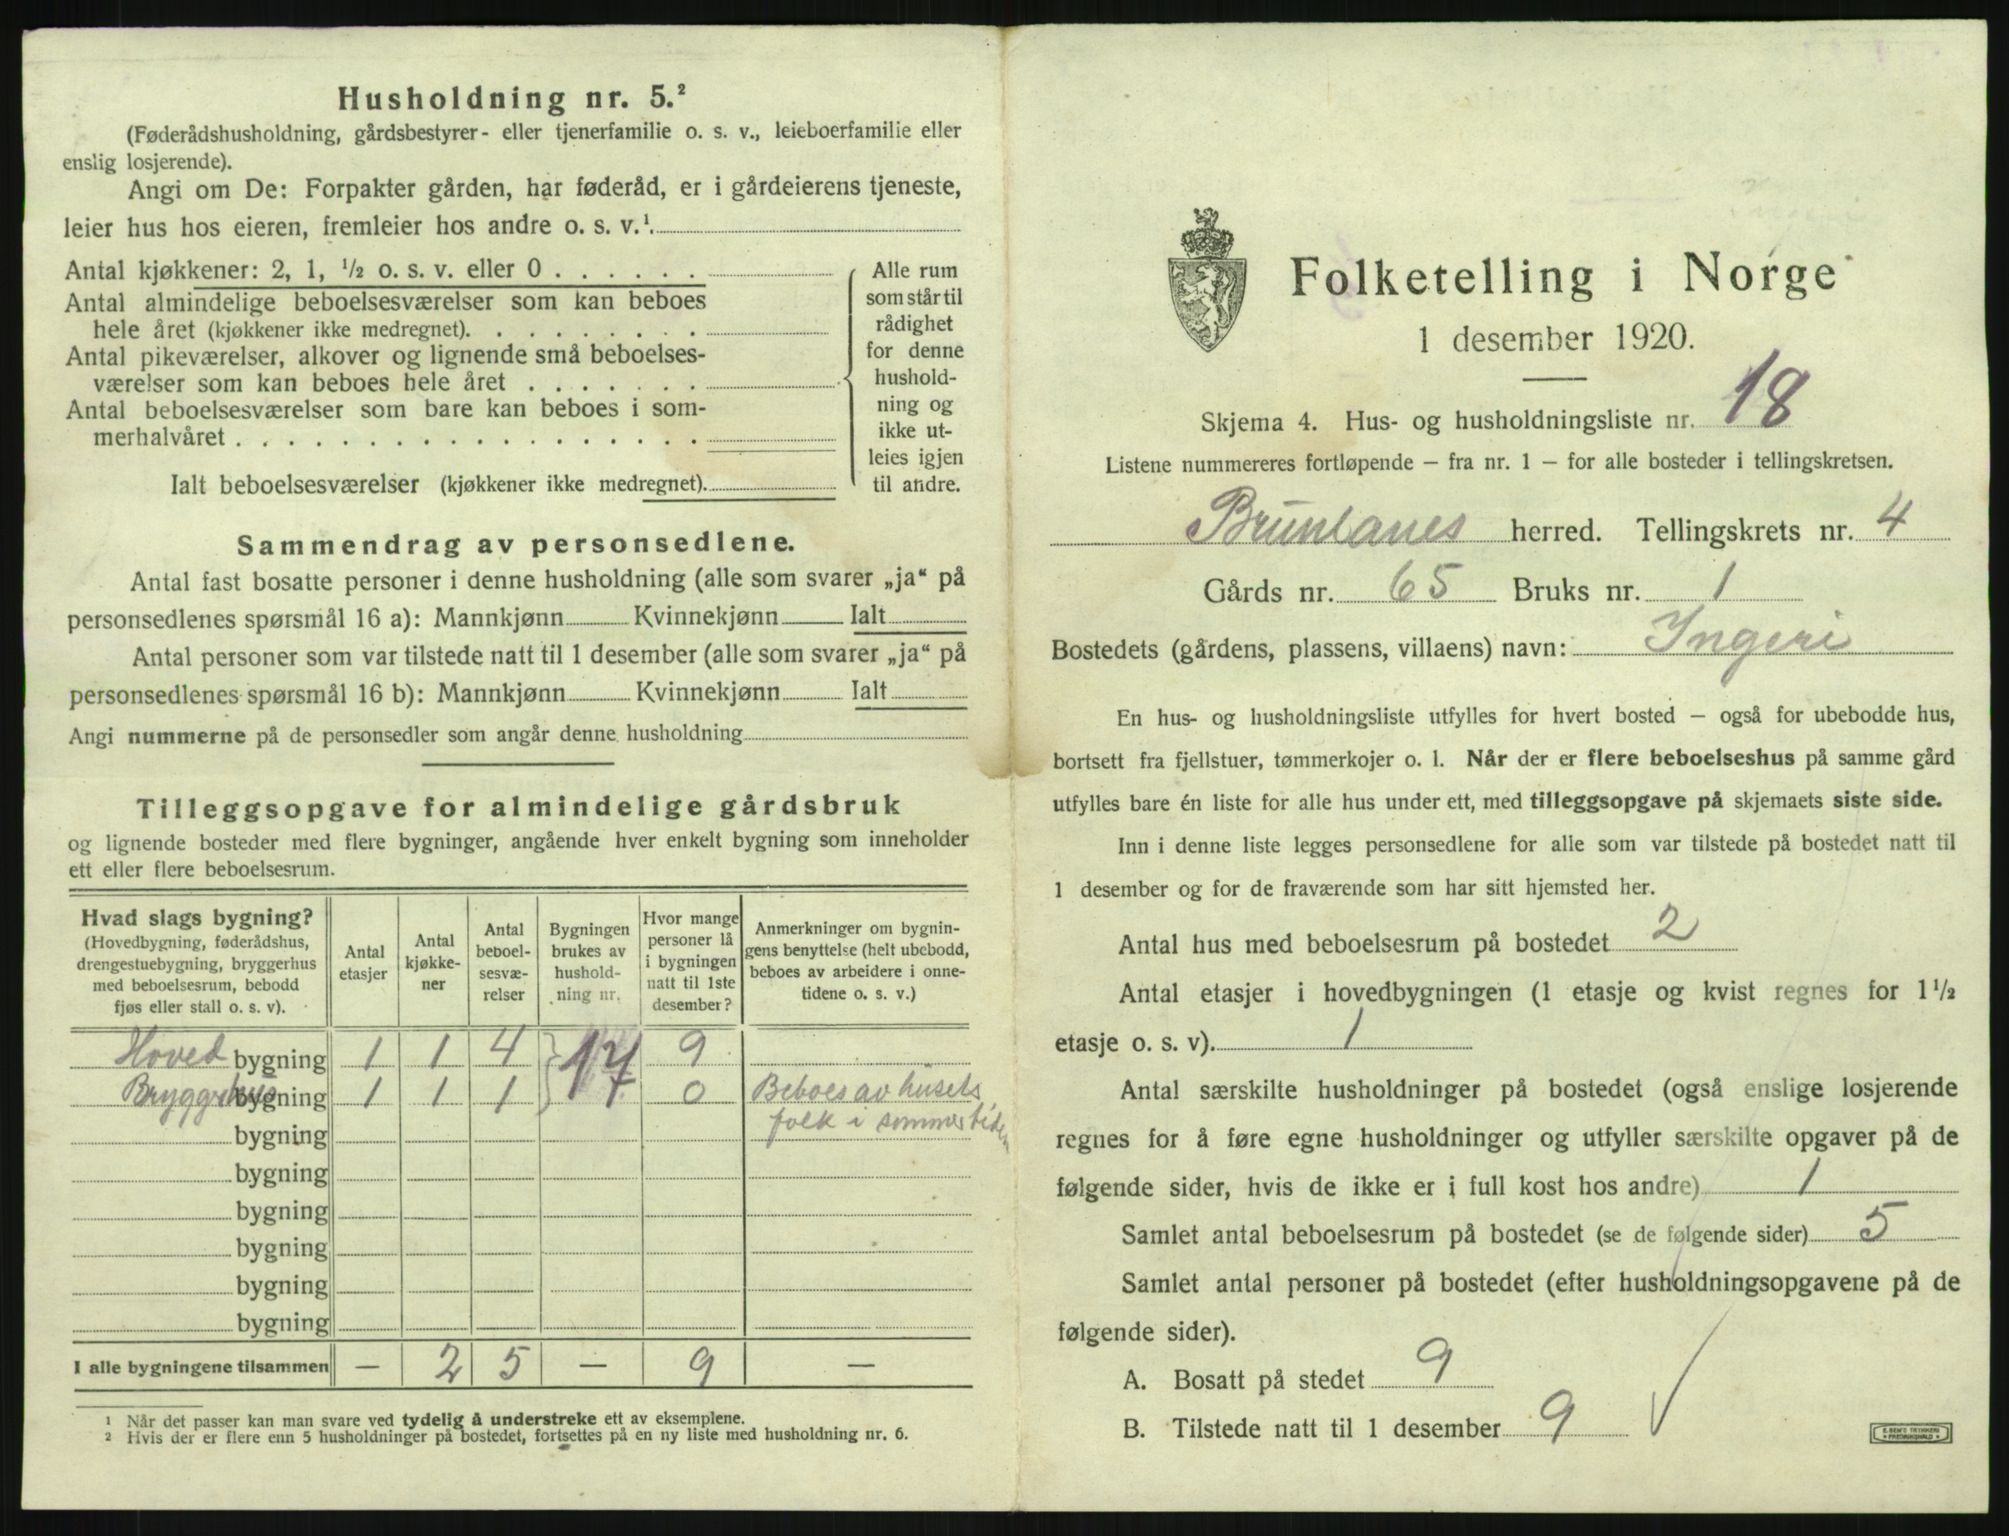 Husholdning nr. 5.²
(Føderådshusholdning, gårdsbestyrer- eller tjenerfamilie o. s. v., leieboerfamilie eller
enslig losjerende).
Angi om De: Forpakter gården, har føderåd, er i gårdeierens tjeneste,
leier hus hos eieren, fremleier hos andre o. s. v.¹
Antal kjøkkener: 2, 1, ½ o. s. v. eller 0 . . . . . .
Antal almindelige beboelsesværelser som kan beboes
hele året (kjøkkener ikke medregnet). . . . . . . . .
Antal pikeværelser, alkover og lignende små beboelses-
værelser som kan beboes hele året . . . . . . .
Antal beboelsesværelser som bare kan beboes i som-
merhalvåret . . . . . . . . . . . . . . . . .
Ialt beboelsesværelser (kjøkkener ikke medregnet).
Alle rum
som står til
rådighet
for denne
hushold-
ning og
ikke ut-
leies igjen
til andre.
Sammendrag av personsedlene.
Antal fast bosatte personer i denne husholdning (alle som svarer „ja“ på
personsedlenes spørsmål 16 a): Mannkjønn Kvinnekjønn Ialt
Antal personer som var tilstede natt til 1 desember (alle som svarer „ja“ på
personsedlenes spørsmål 16 b): Mannkjønn Kvinnekjønn Ialt
Angi nummerne på de personsedler som angår denne husholdning
Tilleggsopgave for almindelige gårdsbruk
og lignende bosteder med flere bygninger, angående hver enkelt bygning som inneholder
ett eller flere beboelsesrum.
Hvad slags bygning?
(Hovedbygning, føderådshus,
drengestuebygning, bryggerhus
med beboelsesrum, bebodd
fjøs eller stall o. s. v).
Antal
etasjer
Antal
kjøkke-
ner
Antal
beboel-
sesvæ-
relser
Bygningen
brukes av
hushold-
ning nr.
Hvor mange
personer lå
i bygningen
natt til 1ste
desember?
Anmerkninger om bygnin-
gens benyttelse (helt ubebodd,
beboes av arbeidere i onne-
tidene o. s. v.)
Hoved bygning 1 1 4 9
Bryggerhus bygning 1 1 1 0 Beboes av husets
bygning folk i sommertiden
bygning
bygning
bygning
bygning
bygning
I alle bygningene tilsammen — 2 5 — 9 —
¹ Når det passer kan man svare ved tydelig å understreke ett av eksemplene.
² Hvis der er flere enn 5 husholdninger på bostedet, fortsettes på en ny liste med husholdning nr. 6.
Folketelling i Norge
1 desember 1920.
Skjema 4. Hus- og husholdningsliste nr. 18
Listene nummereres fortløpende – fra nr. 1 – for alle bosteder i tellingskretsen.
Brunlanes herred. Tellingskrets nr. 4
Gårds nr. 65 Bruks nr. 1
Bostedets (gårdens, plassens, villaens) navn: Ingeri
En hus- og husholdningsliste utfylles for hvert bosted – også for ubebodde hus,
bortsett fra fjellstuer, tømmerkojer o. l. Når der er flere beboelseshus på samme gård
utfylles bare én liste for alle hus under ett, med tilleggsopgave på skjemaets siste side.
Inn i denne liste legges personsedlene for alle som var tilstede på bostedet natt til
1 desember og for de fraværende som har sitt hjemsted her.
Antal hus med beboelsesrum på bostedet 2
Antal etasjer i hovedbygningen (1 etasje og kvist regnes for 1½
etasje o. s. v). 1
Antal særskilte husholdninger på bostedet (også enslige losjerende
regnes for å føre egne husholdninger og utfyller særskilte opgaver på de
følgende sider, hvis de ikke er i full kost hos andre) 1
Samlet antal beboelsesrum på bostedet (se de følgende sider) 5
Samlet antal personer på bostedet (efter husholdningsopgavene på de
følgende sider).
A. Bosatt på stedet 9
B. Tilstede natt til 1 desember 9